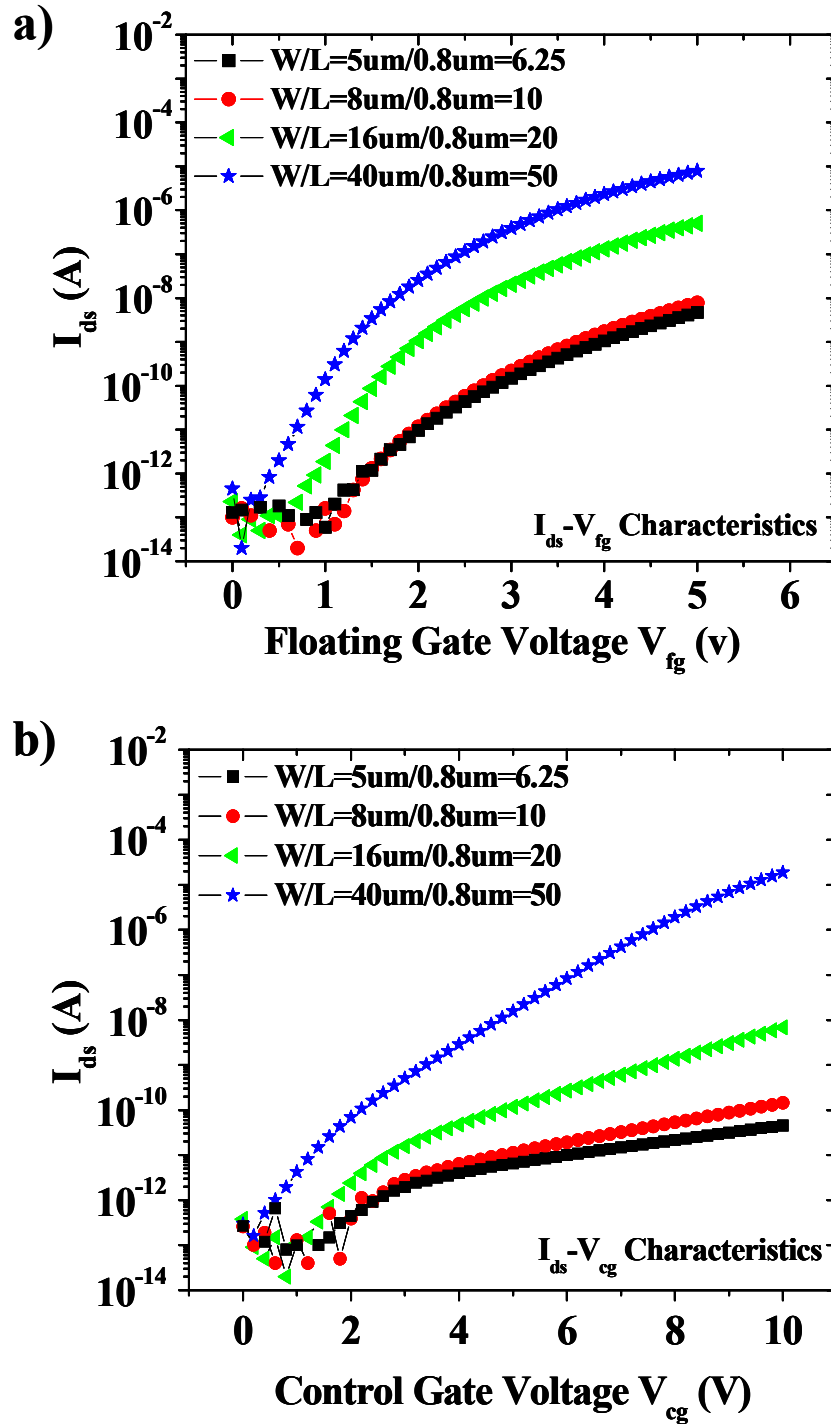 a)
10-2
W/L=5um/0.8um=6.25
W/L=8um/0.8um=10
10-4
W/L=16um/0.8um=20
W/L=40um/0.8um=50
10-6
Ids (A)
10-8
10-10
10-12
10-14
Ids-Vfg Characteristics
0 1 2 3 4 5 6
Floating Gate Voltage Vfg (v)
b)
10-2
W/L=5um/0.8um=6.25
W/L=8um/0.8um=10
10-4
W/L=16um/0.8um=20
W/L=40um/0.8um=50
10-6
Ids (A)
10-8
10-10
10-12
10-14
Ids-Vcg Characteristics
0 2 4 6 8 10
Control Gate Voltage Vcg (V)